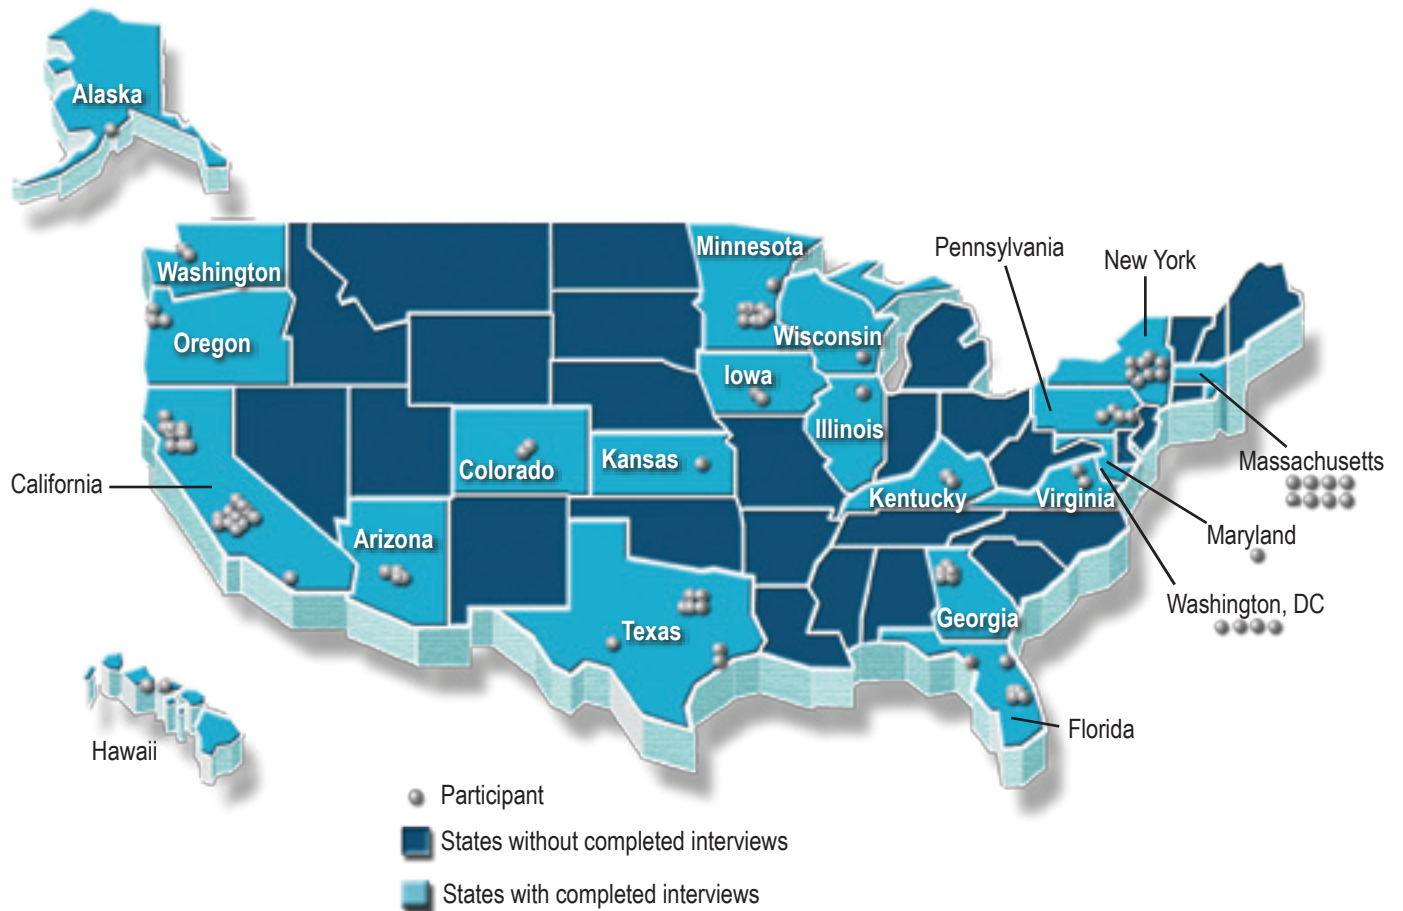 Alaska
Minnesota
Pennsylvania
New York
Washington
Oregon
Wisconsin
Iowa
Illinois
Colorado
Kansas
California
Massachusetts
Kentucky
Virginia
Arizona
Maryland
Washington, DC
Georgia
Texas
Florida
Hawaii
Participant
States without completed interviews
States with completed interviews